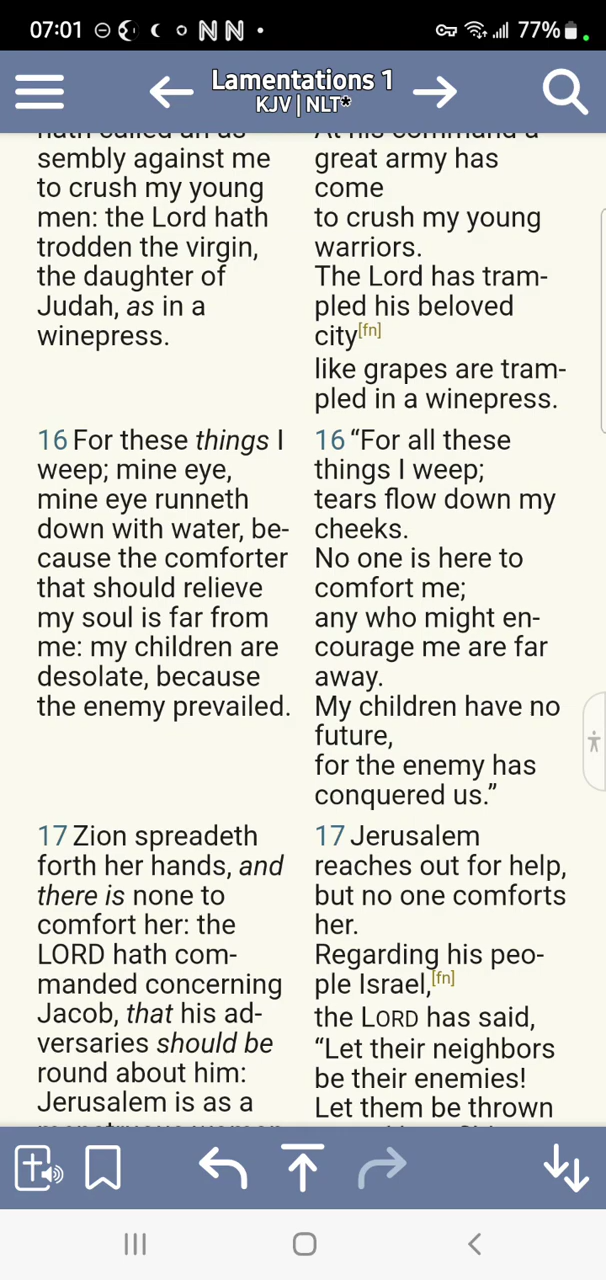 07:01
77%
Lamentations 1
KJV | NLT*
sembly against me
to crush my young
men: the Lord hath
trodden the virgin,
the daughter of
Judah, as in a
winepress.
At his command a
great army has
come
to crush my young
warriors.
The Lord has tram-
pled his beloved
city[fn]
like grapes are tram-
pled in a winepress.
16 For these things I
weep; mine eye,
mine eye runneth
down with water, be-
cause the comforter
that should relieve
my soul is far from
me: my children are
desolate, because
the enemy prevailed.
16 “For all these
things I weep;
tears flow down my
cheeks.
No one is here to
comfort me;
any who might en-
courage me are far
away.
My children have no
future,
for the enemy has
conquered us.”
17 Zion spreadeth
forth her hands, and
there is none to
comfort her: the
LORD hath com-
manded concerning
Jacob, that his ad-
versaries should be
round about him:
Jerusalem is as a
17 Jerusalem
reaches out for help,
but no one comforts
her.
Regarding his peo-
ple Israel,[fn]
the LORD has said,
“Let their neighbors
be their enemies!
Let them be thrown